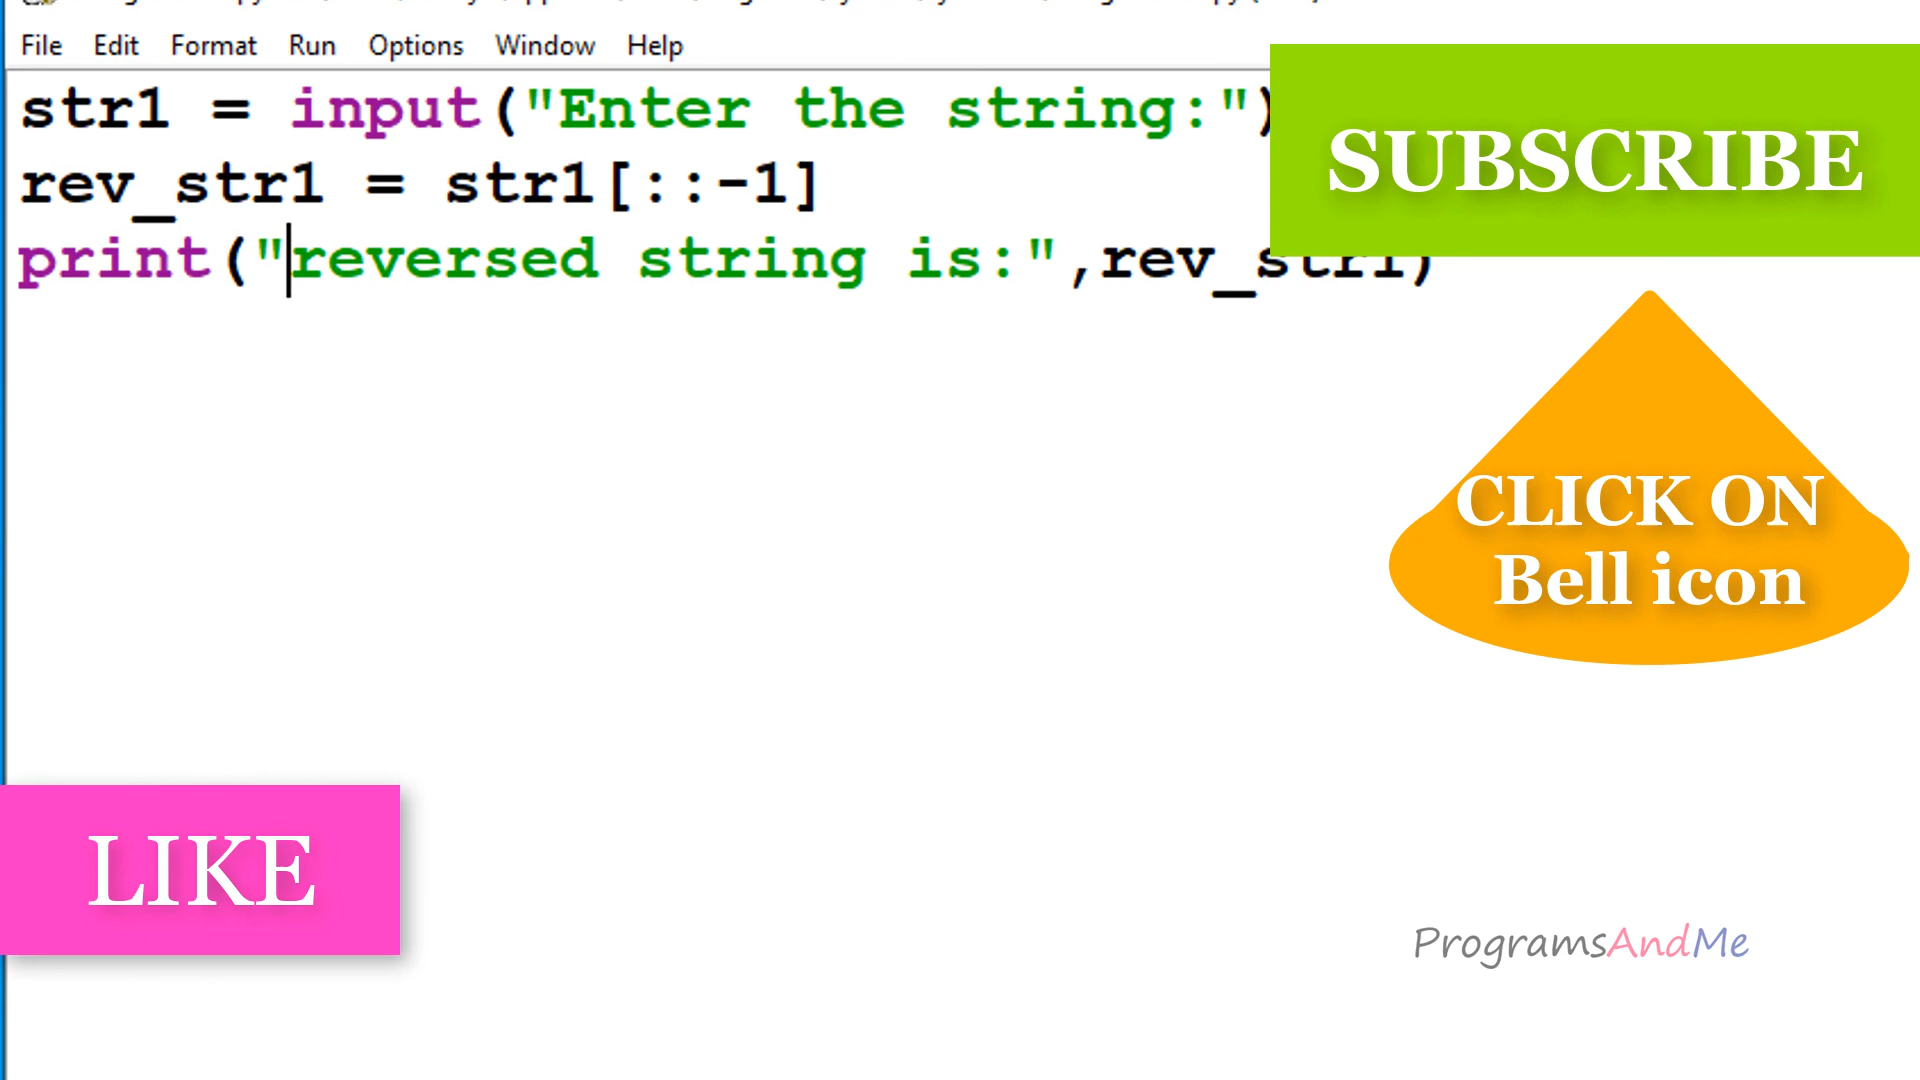 File Edit Format Run Options Window Help
str1 = input("Enter the string:")
rev_str1 = str1[::-1]
print("reversed string is:",rev_str1)
SUBSCRIBE
CLICK ON
Bell icon
LIKE
ProgramsAndMe